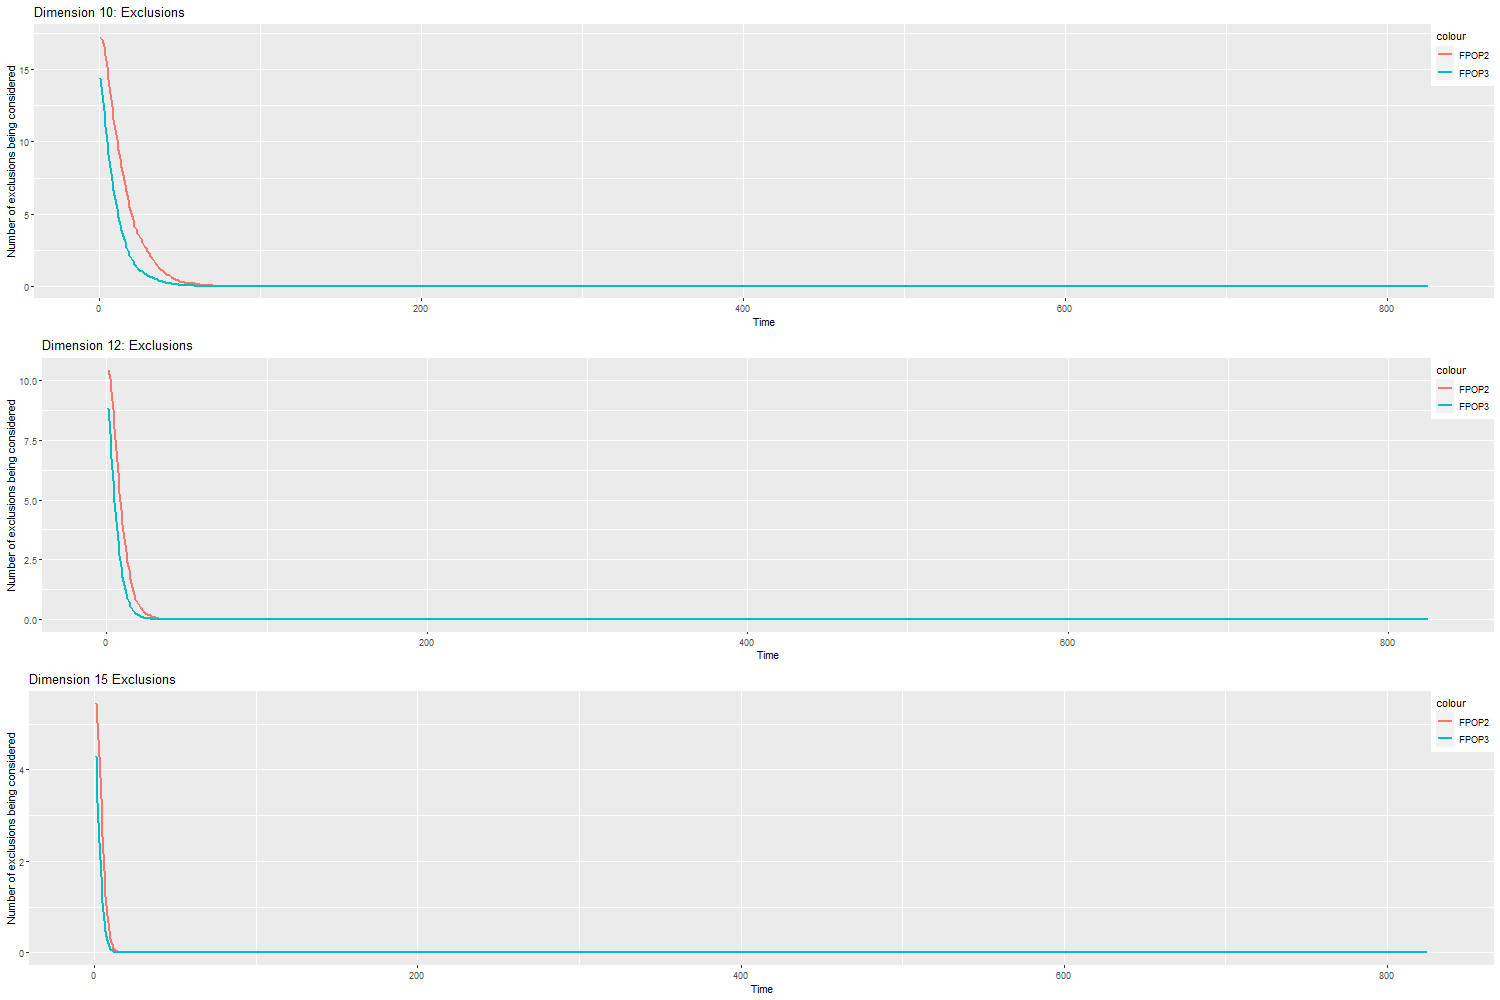 Dimension 10: Exclusions
Number of exclusions being considered
15
10
5
0
0 200 400 600 800
Time
colour
FPOP2
FPOP3
Dimension 12: Exclusions
Number of exclusions being considered
10.0
7.5
5.0
2.5
0.0
0 200 400 600 800
Time
colour
FPOP2
FPOP3
Dimension 15 Exclusions
Number of exclusions being considered
4
2
0
0 200 400 600 800
Time
colour
FPOP2
FPOP3